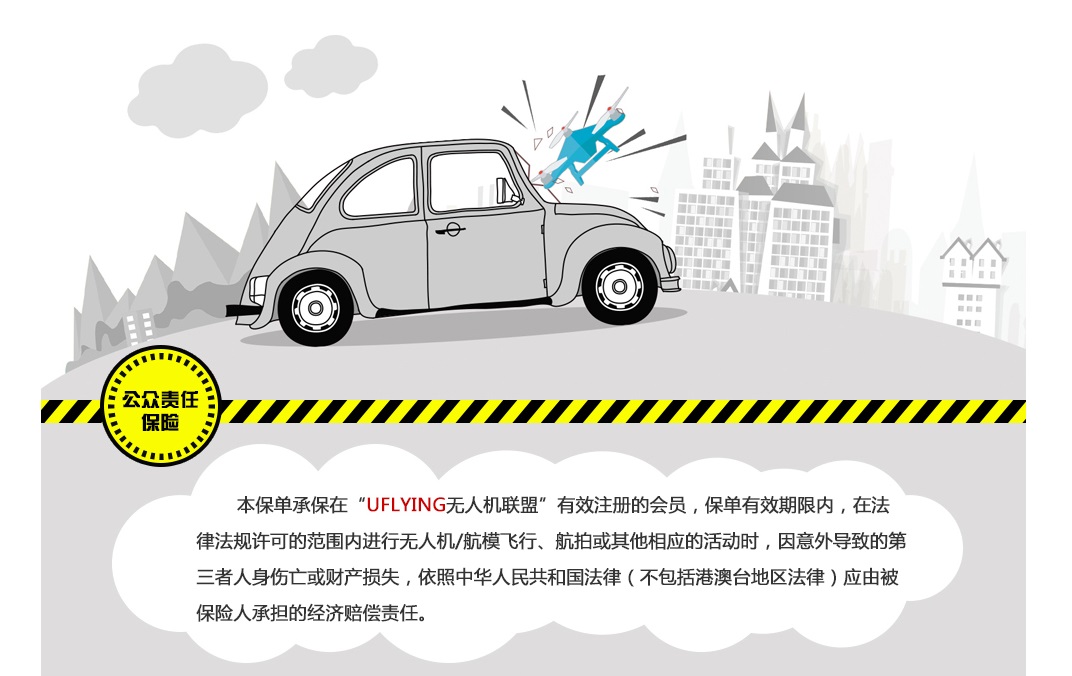 公众责任
保险
本保单承保在“UFLYING无人机联盟”有效注册的会员，保单有效期限内，在法
律法规许可的范围内进行无人机/航模飞行、航拍或其他相应的活动时，因意外导致的第
三者人身伤亡或财产损失，依照中华人民共和国法律（不包括港澳台地区法律）应由被
保险人承担的经济赔偿责任。